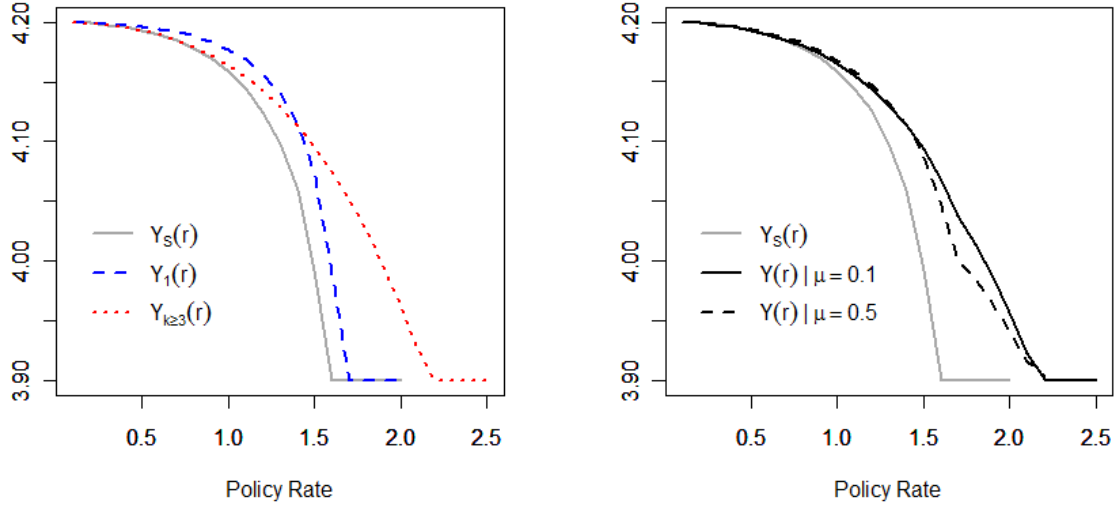 4.20
4.10
4.00
3.90
Y_S(r)
Y_1(r)
Y_{k≥3}(r)
0.5 1.0 1.5 2.0 2.5
Policy Rate
4.20
4.10
4.00
3.90
Y_S(r)
Y(r) | μ = 0.1
Y(r) | μ = 0.5
0.5 1.0 1.5 2.0 2.5
Policy Rate